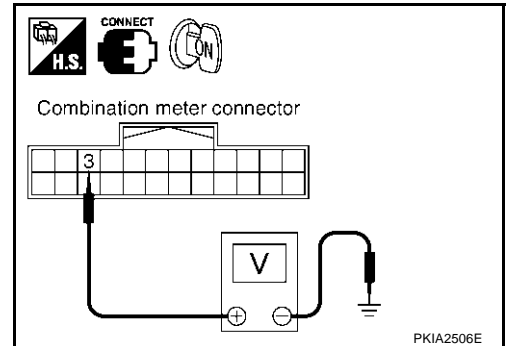 CONNECT
H.S.
ON
Combination meter connector
3
V
+ −
PKIA2506E